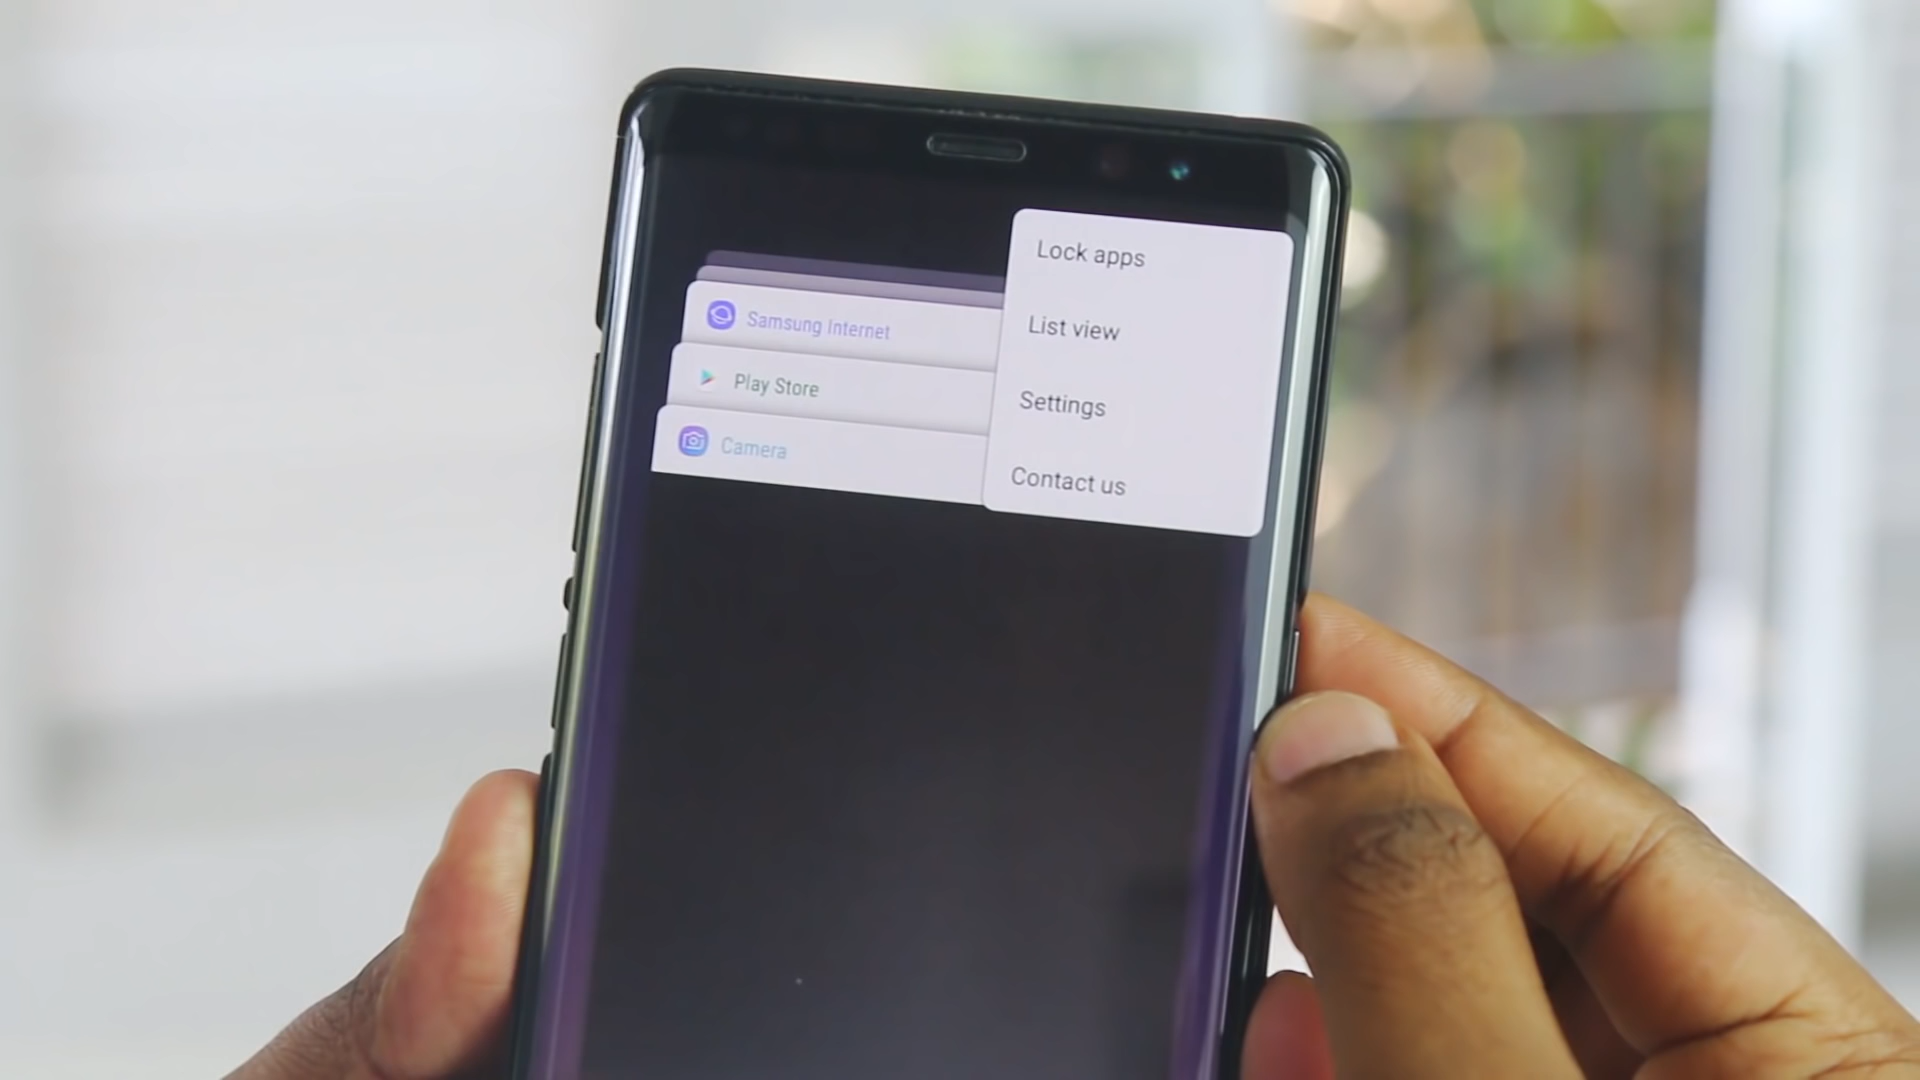 Lock apps
List view
Settings
Contact us
Samsung Internet
Play Store
Camera